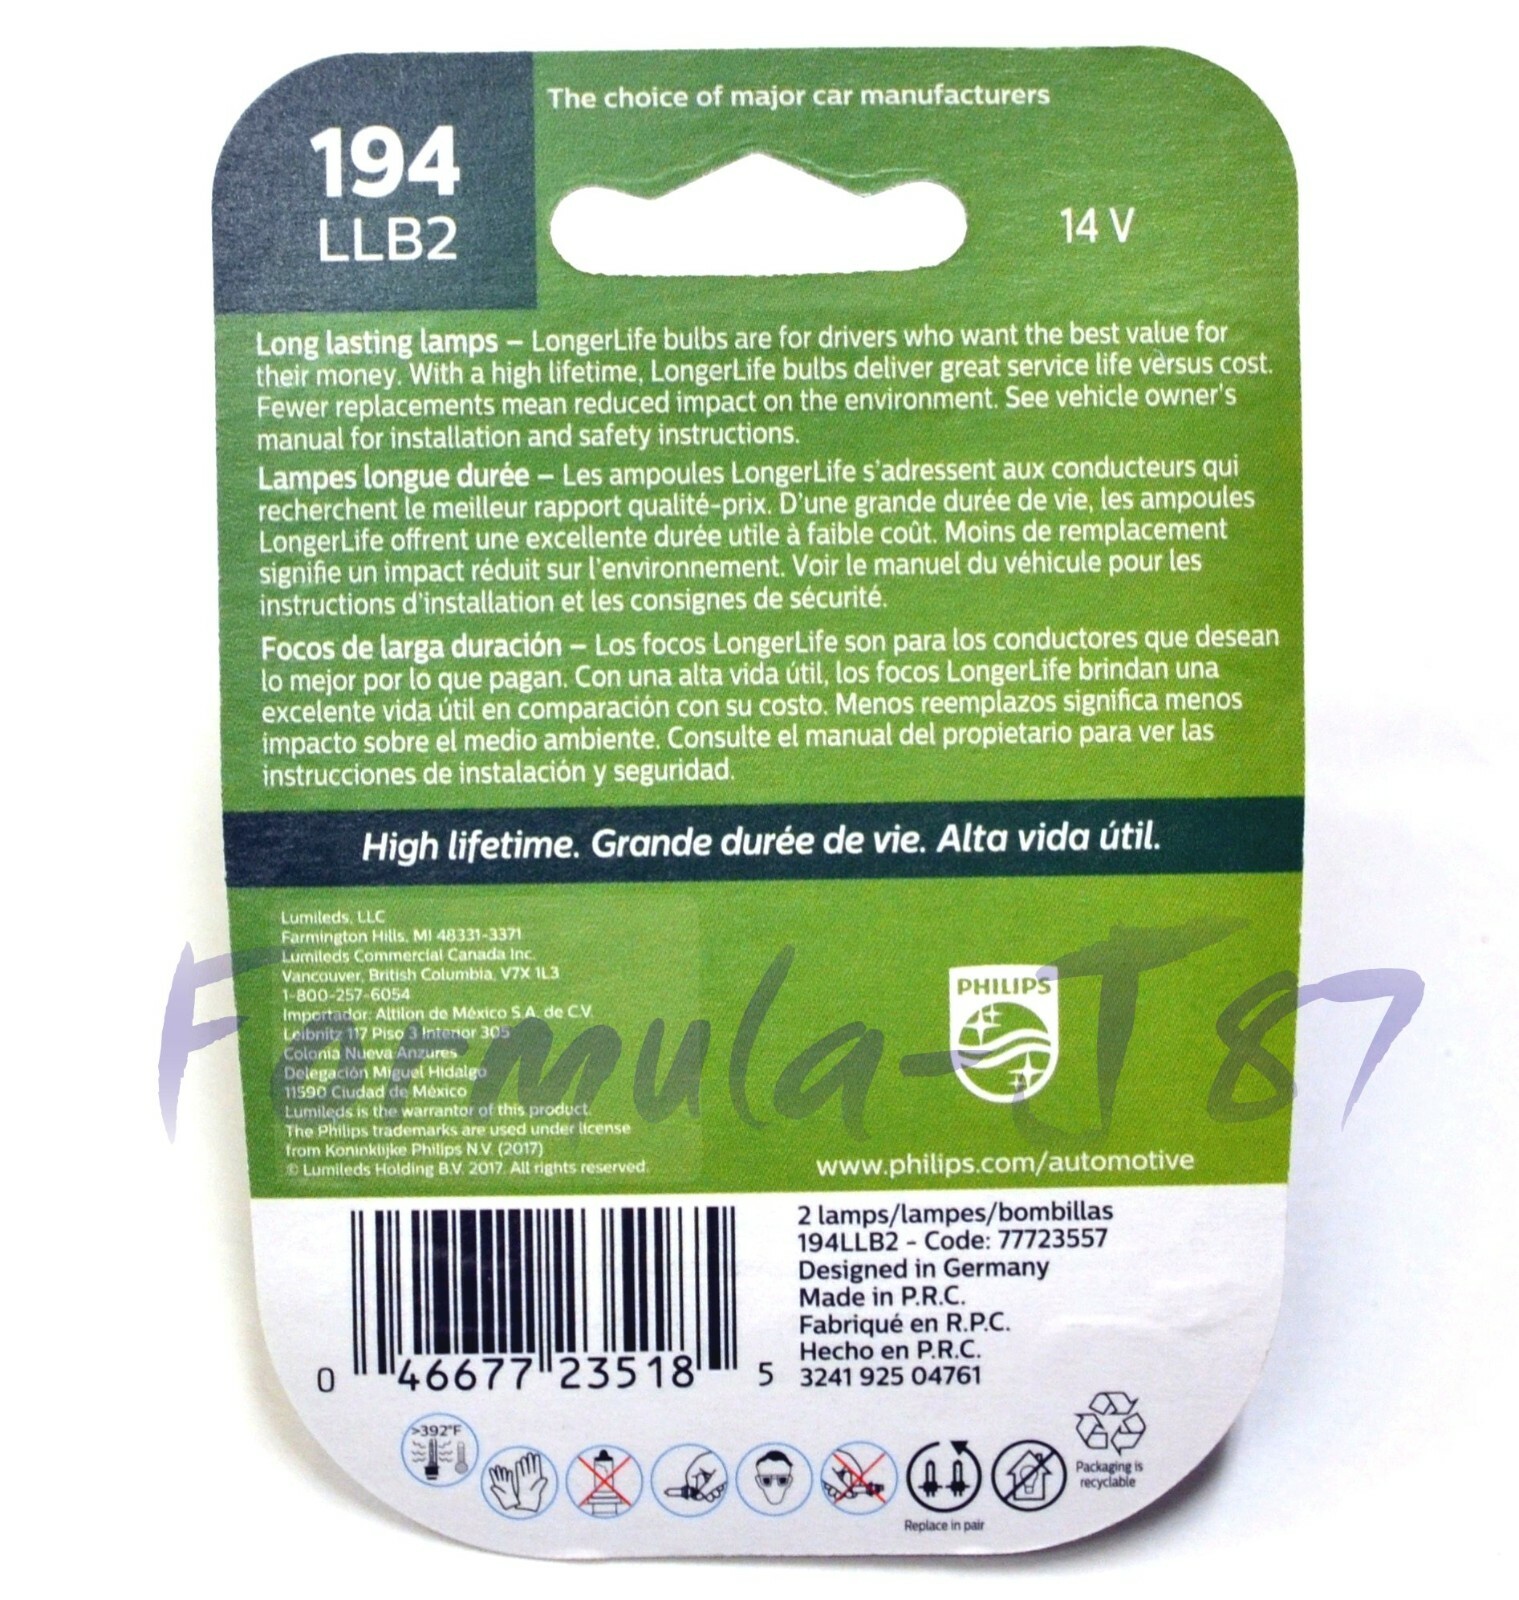 The choice of major car manufacturers
194
LLB2
14 V
Long lasting lamps – LongerLife bulbs are for drivers who want the best value for
their money. With a high lifetime, LongerLife bulbs deliver great service life versus cost.
Fewer replacements mean reduced impact on the environment. See vehicle owner's
manual for installation and safety instructions.
Lampes longue durée – Les ampoules LongerLife s'adressent aux conducteurs qui
recherchent le meilleur rapport qualité-prix. D'une grande durée de vie, les ampoules
LongerLife offrent une excellente durée utile à faible coût. Moins de remplacement
signifie un impact réduit sur l'environnement. Voir le manuel du véhicule pour les
instructions d'installation et les consignes de sécurité.
Focos de larga duración – Los focos LongerLife son para los conductores que desean
lo mejor por lo que pagan. Con una alta vida útil, los focos LongerLife brindan una
excelente vida útil en comparación con su costo. Menos reemplazos significa menos
impacto sobre el medio ambiente. Consulte el manual del propietario para ver las
instrucciones de instalación y seguridad.
High lifetime. Grande durée de vie. Alta vida útil.
Lumileds, LLC
Farmington Hills, MI 48331-3371
Lumileds Commercial Canada Inc.
Vancouver, British Columbia, V7X 1L3
1-800-257-6054
Importador: Altilon de México S.A. de C.V.
Leibnitz 117 Piso 3 Interior 305
Colonia Nueva Anzures
Delegación Miguel Hidalgo
11590 Ciudad de México
Lumileds is the warrantor of this product.
The Philips trademarks are used under license
from Koninklijke Philips N.V. (2017)
© Lumileds Holding B.V. 2017. All rights reserved.
PHILIPS
Formula-T87
www.philips.com/automotive
2 lamps/lampes/bombillas
194LLB2 - Code: 77723557
Designed in Germany
Made in P.R.C.
Fabriqué en R.P.C.
Hecho en P.R.C.
3241 925 04761
0 46677 23518 5
>392°F
Replace in pair
Packaging is
recyclable